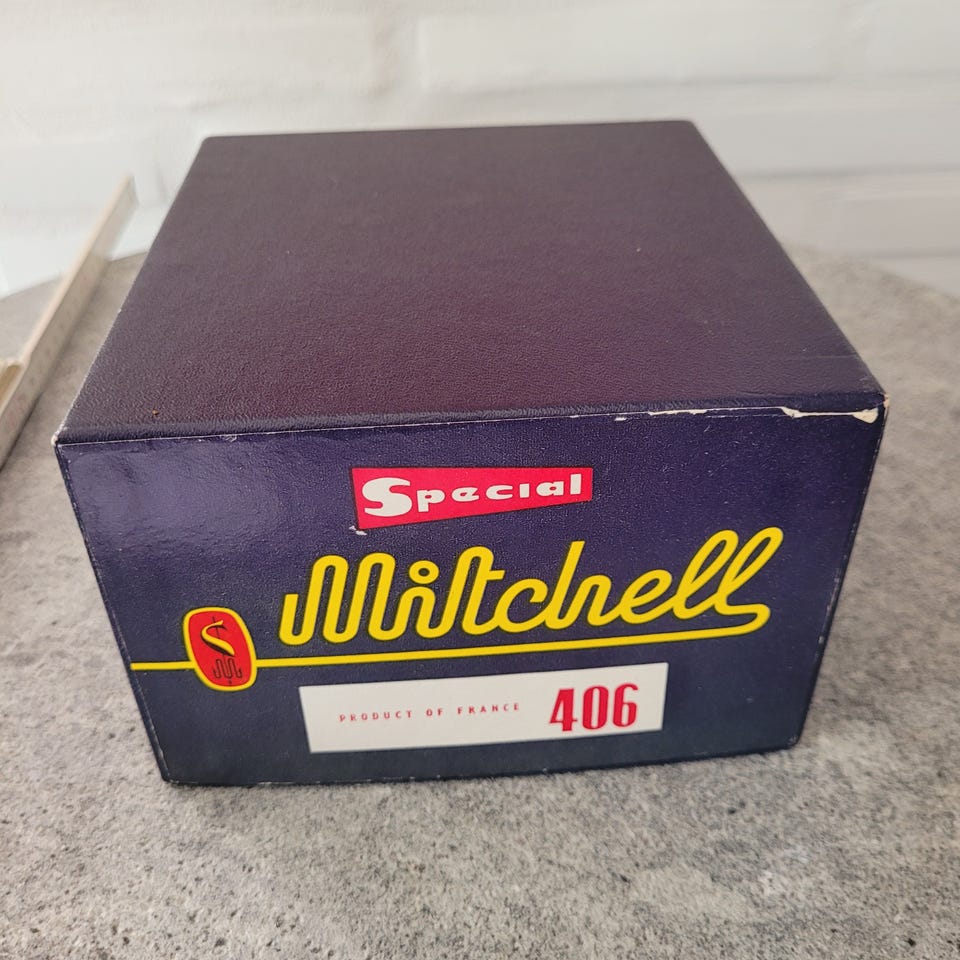 Special
Mitchell
PRODUCT OF FRANCE 406